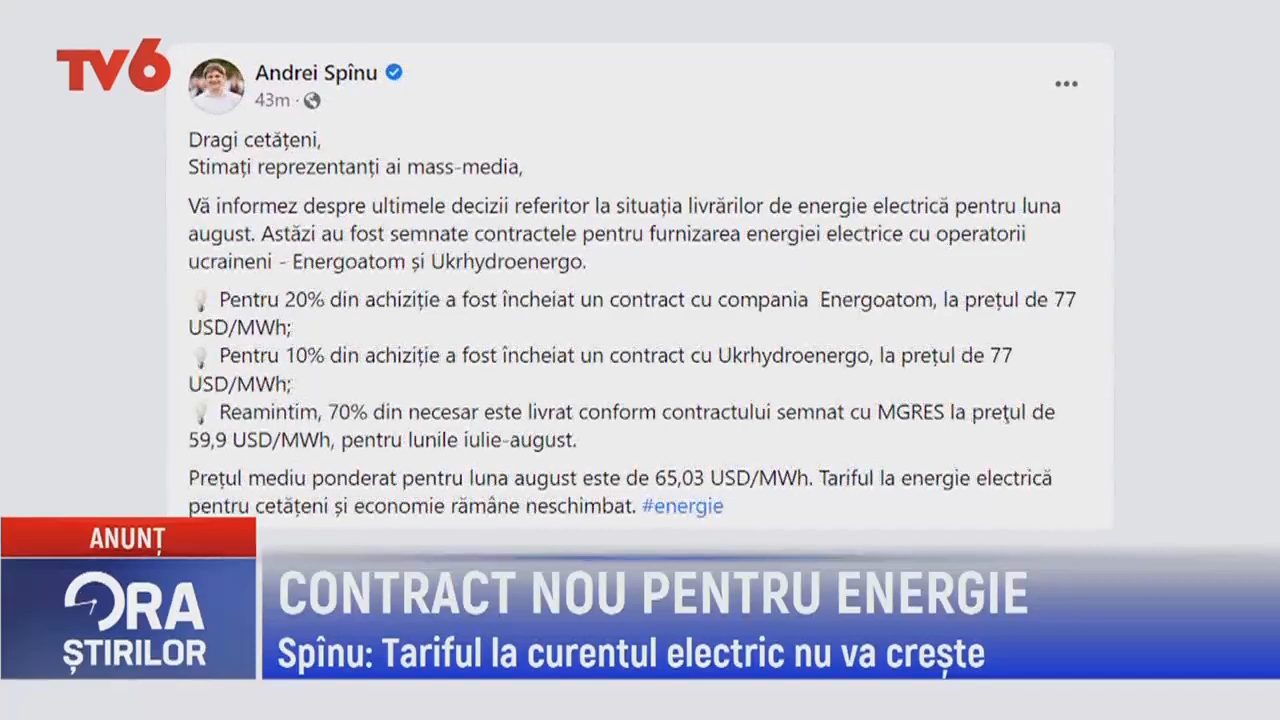 TV6
Andrei Spînu
43m ·
Dragi cetățeni,
Stimați reprezentanți ai mass-media,
Vă informez despre ultimele decizii referitor la situația livrărilor de energie electrică pentru luna
august. Astăzi au fost semnate contractele pentru furnizarea energiei electrice cu operatorii
ucraineni - Energoatom și Ukrhydroenergo.
Pentru 20% din achiziție a fost încheiat un contract cu compania Energoatom, la prețul de 77
USD/MWh;
Pentru 10% din achiziție a fost încheiat un contract cu Ukrhydroenergo, la prețul de 77
USD/MWh;
Reamintim, 70% din necesar este livrat conform contractului semnat cu MGRES la preţul de
59,9 USD/MWh, pentru lunile iulie-august.
Prețul mediu ponderat pentru luna august este de 65,03 USD/MWh. Tariful la energie electrică
pentru cetățeni și economie rămâne neschimbat. #energie
ANUNȚ
ORA
ȘTIRILOR
CONTRACT NOU PENTRU ENERGIE
Spînu: Tariful la curentul electric nu va crește